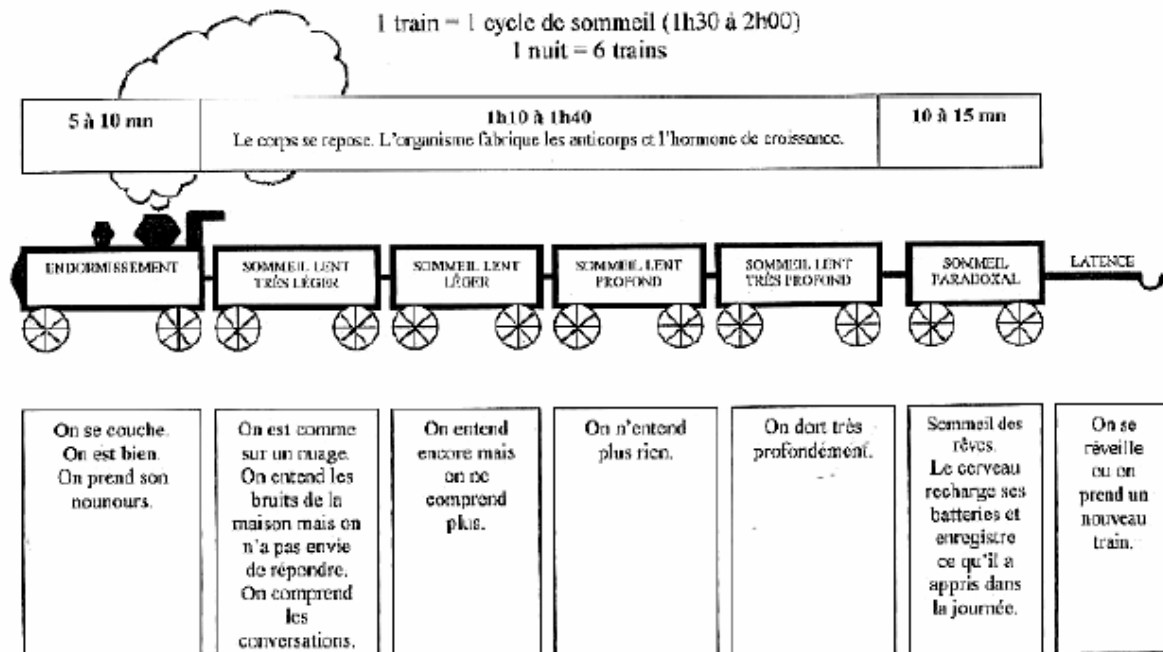 1 train = 1 cycle de sommeil (1h30 à 2h00)
1 nuit = 6 trains
5 à 10 mn
1h10 à 1h40
Le corps se repose. L'organisme fabrique les anticorps et l'hormone de croissance.
10 à 15 mn
ENDORMISSEMENT
SOMMEIL LENT
TRÈS LÉGER
SOMMEIL LENT
LÉGER
SOMMEIL LENT
PROFOND
SOMMEIL LENT
TRÈS PROFOND
SOMMEIL
PARADOXAL
LATENCE
On se couche.
On est bien.
On prend son
nounours.
On est comme
sur un nuage.
On entend les
bruits de la
maison mais on
n'a pas envie
de répondre.
On comprend
les
conversations.
On entend
encore mais
on ne
comprend
plus.
On n'entend
plus rien.
On dort très
profondément.
Sommeil des
rêves.
Le cerveau
recharge ses
batteries et
enregistre
ce qu'il a
appris dans
la journée.
On se
réveille
ou on
prend un
nouveau
train.